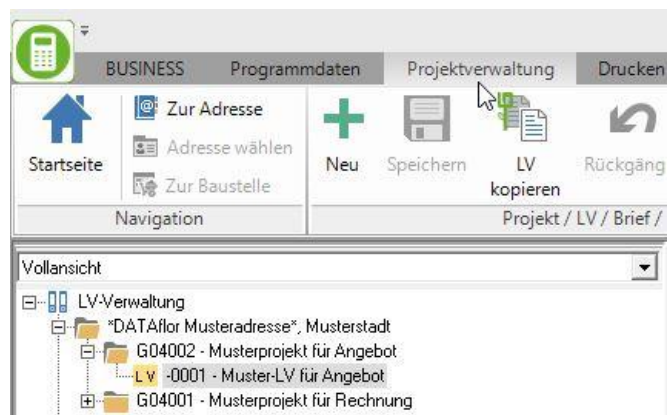 BUSINESS Programmdaten Projektverwaltung Drucken
Startseite
Zur Adresse
Adresse wählen
Zur Baustelle
Neu
Speichern
LV
kopieren
Rückgäng
Navigation Projekt / LV / Brief /
Vollansicht
LV-Verwaltung
*DATAflor Musteradresse*, Musterstadt
G04002 - Musterprojekt für Angebot
LV -0001 - Muster-LV für Angebot
G04001 - Musterprojekt für Rechnung